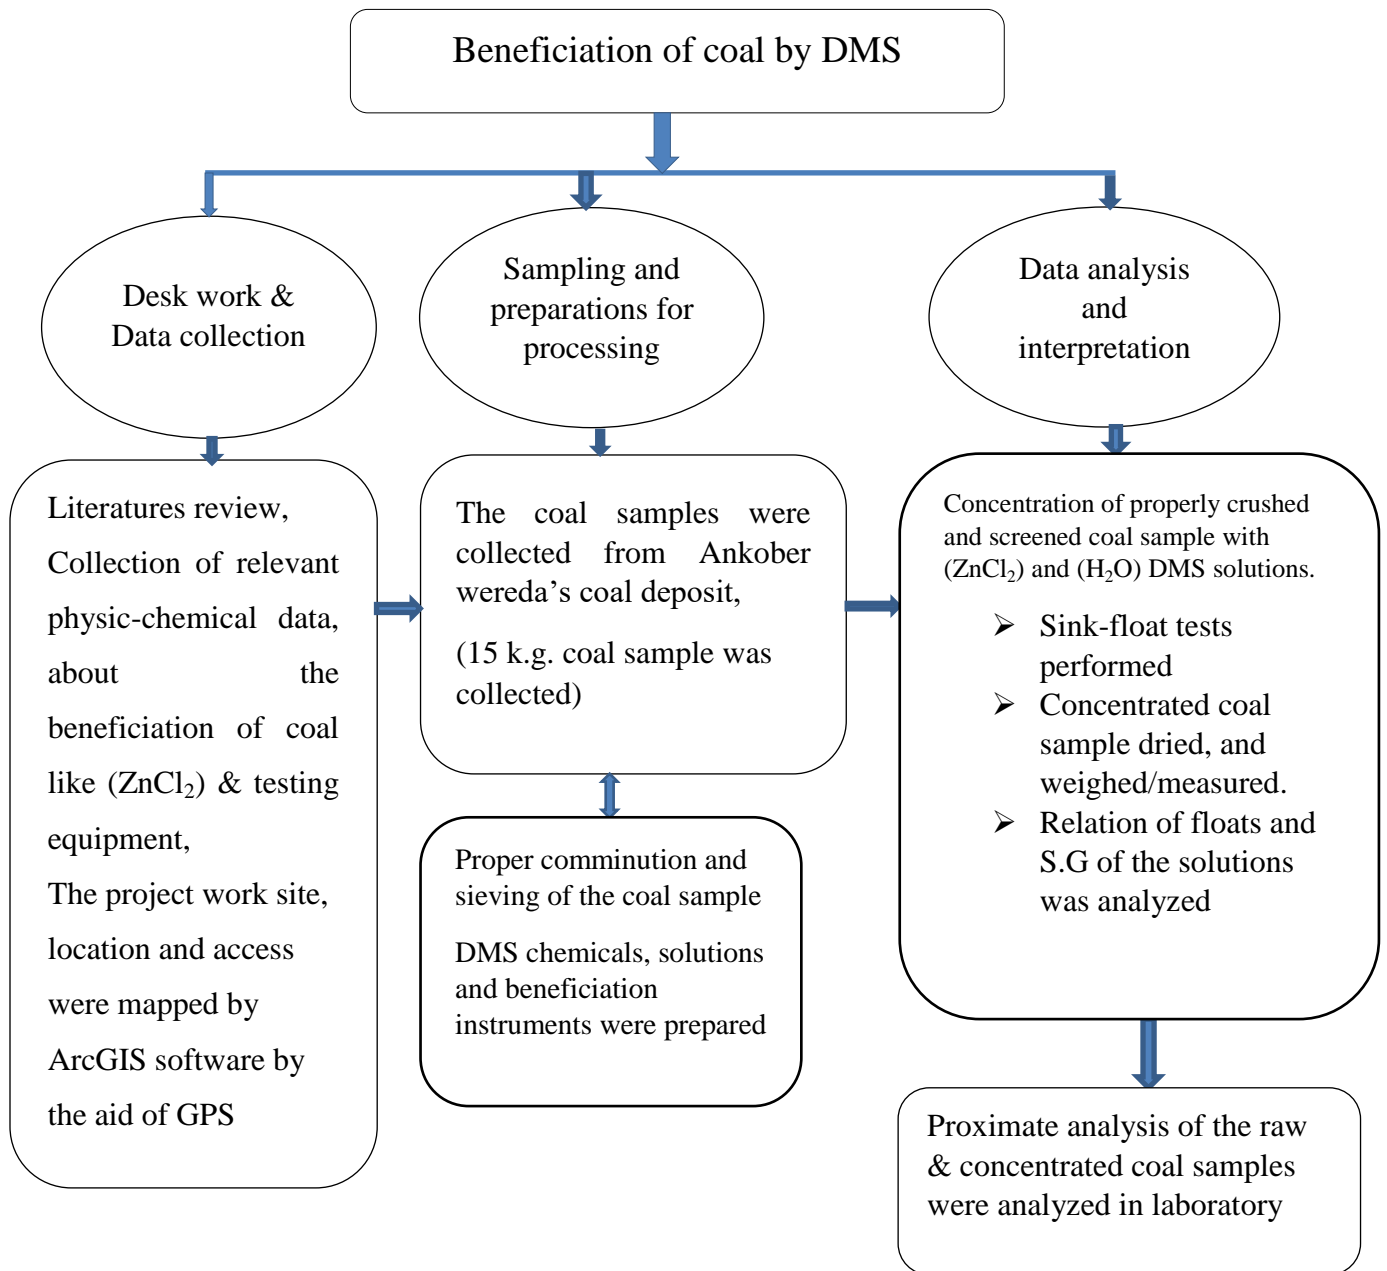 Beneficiation of coal by DMS
Desk work &
Data collection
Sampling and
preparations for
processing
Data analysis
and
interpretation
Literatures review,
Collection of relevant
physic-chemical data,
about the
beneficiation of coal
like (ZnCl₂) & testing
equipment,
The project work site,
location and access
were mapped by
ArcGIS software by
the aid of GPS
The coal samples were
collected from Ankober
wereda’s coal deposit,
(15 k.g. coal sample was
collected)
Proper comminution and
sieving of the coal sample
DMS chemicals, solutions
and beneficiation
instruments were prepared
Concentration of properly crushed
and screened coal sample with
(ZnCl₂) and (H₂O) DMS solutions.
➢ Sink-float tests
performed
➢ Concentrated coal
sample dried, and
weighed/measured.
➢ Relation of floats and
S.G of the solutions
was analyzed
Proximate analysis of the raw
& concentrated coal samples
were analyzed in laboratory